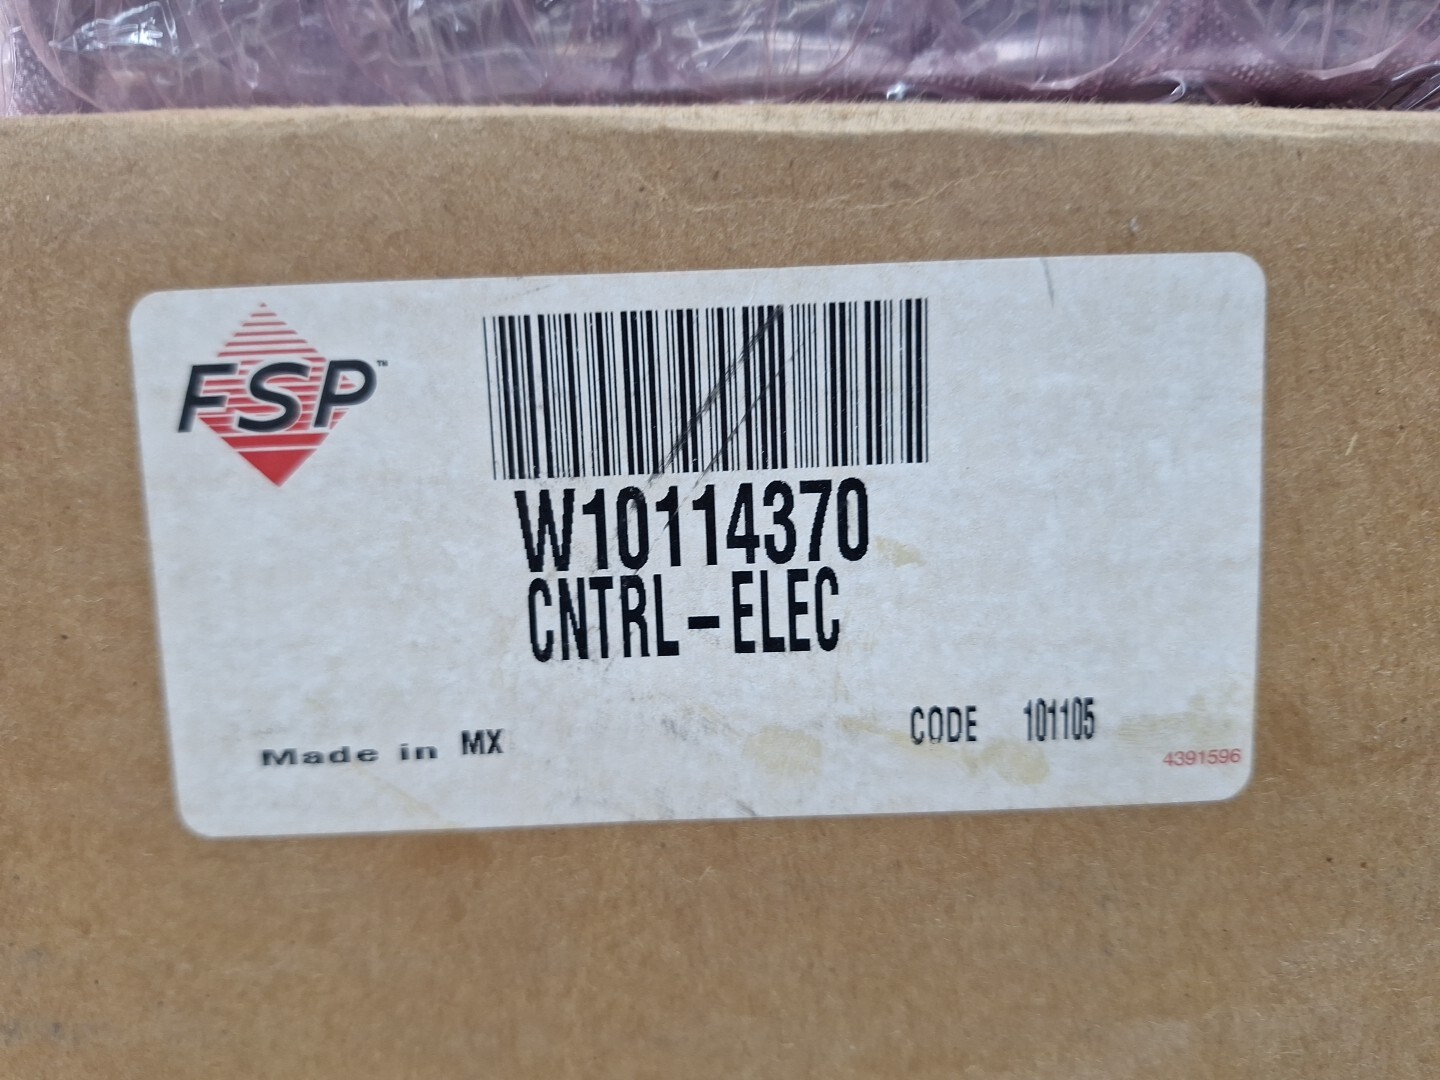 FSP™
W10114370
CNTRL-ELEC
Made in MX
CODE 101105
4391596